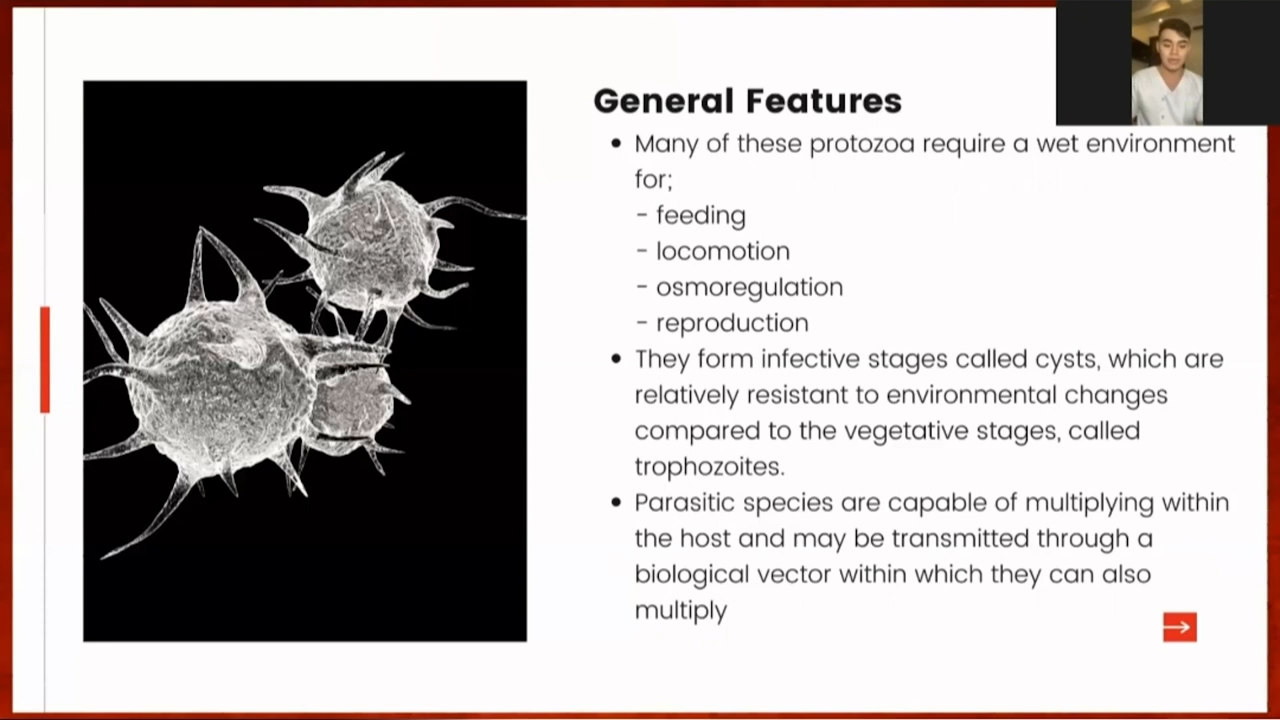 General Features
• Many of these protozoa require a wet environment
for;
- feeding
- locomotion
- osmoregulation
- reproduction
• They form infective stages called cysts, which are
relatively resistant to environmental changes
compared to the vegetative stages, called
trophozoites.
• Parasitic species are capable of multiplying within
the host and may be transmitted through a
biological vector within which they can also
multiply